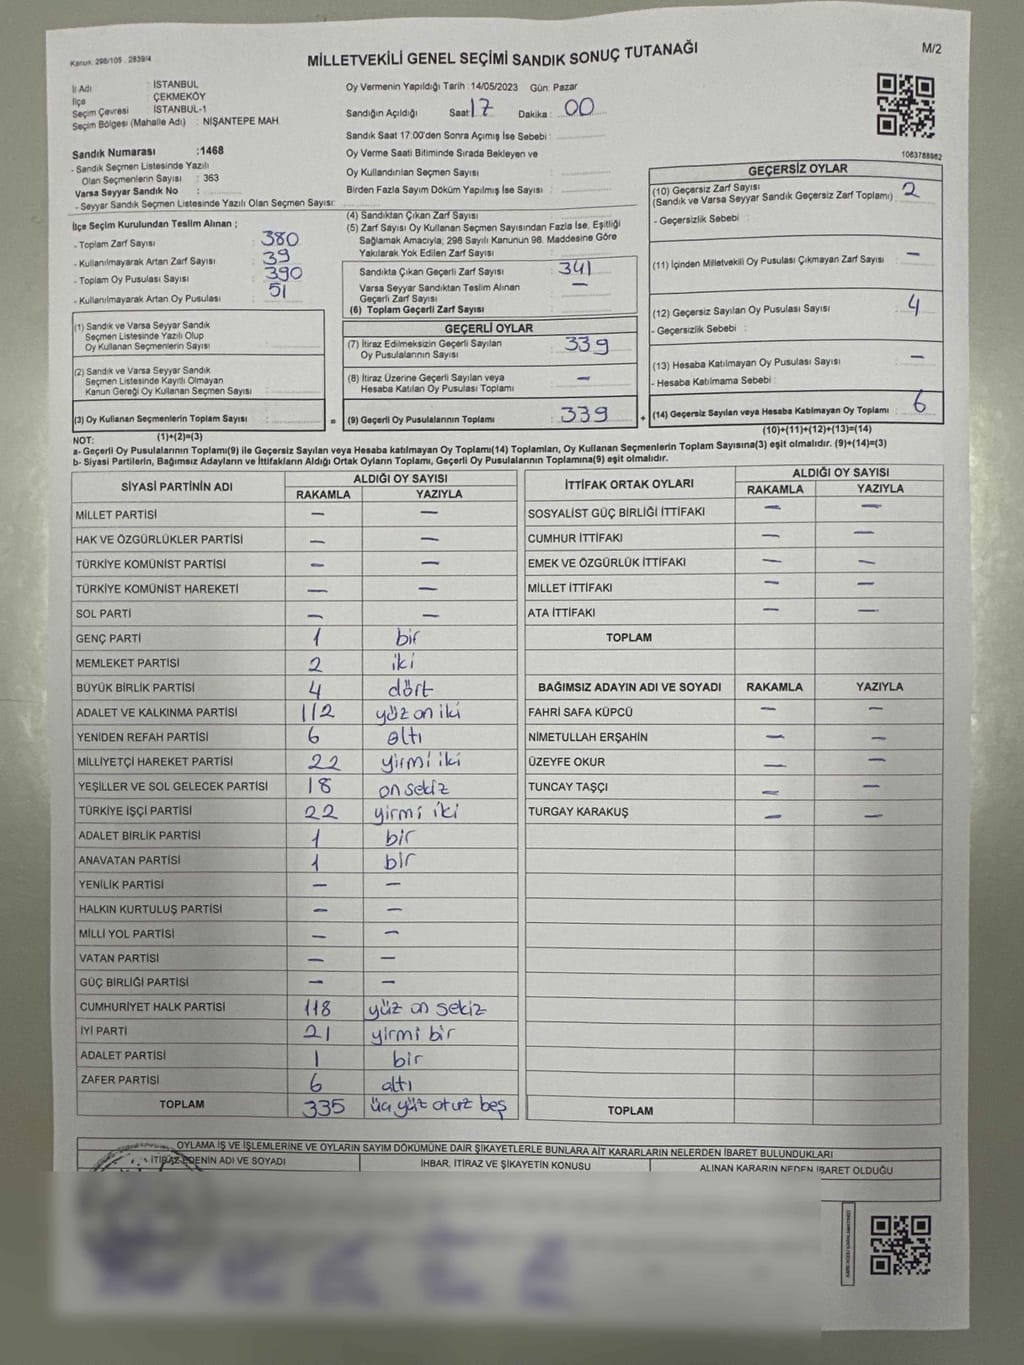 Kanun: 298/105 . 2839/4
MİLLETVEKİLİ GENEL SEÇİMİ SANDIK SONUÇ TUTANAĞI
M/2
İl Adı : İSTANBUL
İlçe : ÇEKMEKÖY
Seçim Çevresi : İSTANBUL-1
Seçim Bölgesi (Mahalle Adı) : NİŞANTEPE MAH.
Sandık Numarası :1468
- Sandık Seçmen Listesinde Yazılı
Olan Seçmenlerin Sayısı : 363
Varsa Seyyar Sandık No :
- Seyyar Sandık Seçmen Listesinde Yazılı Olan Seçmen Sayısı:
Oy Vermenin Yapıldığı Tarih :14/05/2023 Gün: Pazar
Sandığın Açıldığı Saat: 17 Dakika : 00
Sandık Saat 17:00'den Sonra Açımış İse Sebebi :
Oy Verme Saati Bitiminde Sırada Bekleyen ve
Oy Kullandırılan Seçmen Sayısı :
Birden Fazla Sayım Döküm Yapılmış İse Sayısı :
1063788982
İlçe Seçim Kurulundan Teslim Alınan ;
- Toplam Zarf Sayısı : 380
- Kullanılmayarak Artan Zarf Sayısı : 39
- Toplam Oy Pusulası Sayısı : 390
- Kullanılmayarak Artan Oy Pusulası : 51
(4) Sandıktan Çıkan Zarf Sayısı :
(5) Zarf Sayısı Oy Kullanan Seçmen Sayısından Fazla İse, Eşitliği
Sağlamak Amacıyla; 298 Sayılı Kanunun 98. Maddesine Göre
Yakılarak Yok Edilen Zarf Sayısı :
Sandıkta Çıkan Geçerli Zarf Sayısı : 341
Varsa Seyyar Sandıktan Teslim Alınan
Geçerli Zarf Sayısı : —
(6) Toplam Geçerli Zarf Sayısı :
GEÇERSİZ OYLAR
(10) Geçersiz Zarf Sayısı
(Sandık ve Varsa Seyyar Sandık Geçersiz Zarf Toplamı) : 2
- Geçersizlik Sebebi :
(11) İçinden Milletvekili Oy Pusulası Çıkmayan Zarf Sayısı : —
(12) Geçersiz Sayılan Oy Pusulası Sayısı : 4
- Geçersizlik Sebebi :
(13) Hesaba Katılmayan Oy Pusulası Sayısı : —
- Hesaba Katılmama Sebebi :
(14) Geçersiz Sayılan veya Hesaba Katılmayan Oy Toplamı : 6
(10)+(11)+(12)+(13)=(14)
(1) Sandık ve Varsa Seyyar Sandık
Seçmen Listesinde Yazılı Olup
Oy Kullanan Seçmenlerin Sayısı :
(2) Sandık ve Varsa Seyyar Sandık
Seçmen Listesinde Kayıtlı Olmayan
Kanun Gereği Oy Kullanan Seçmen Sayısı :
(3) Oy Kullanan Seçmenlerin Toplam Sayısı : =
(1)+(2)=(3)
GEÇERLİ OYLAR
(7) İtiraz Edilmeksizin Geçerli Sayılan
Oy Pusulalarının Sayısı : 339
(8) İtiraz Üzerine Geçerli Sayılan veya
Hesaba Katılan Oy Pusulası Toplamı : —
(9) Geçerli Oy Pusulalarının Toplamı : 339 +
NOT:
a- Geçerli Oy Pusulalarının Toplamı(9) ile Geçersiz Sayılan veya Hesaba katılmayan Oy Toplamı(14) Toplamları, Oy Kullanan Seçmenlerin Toplam Sayısına(3) eşit olmalıdır. (9)+(14)=(3)
b- Siyasi Partilerin, Bağımsız Adayların ve İttifakların Aldığı Ortak Oyların Toplamı, Geçerli Oy Pusulalarının Toplamına(9) eşit olmalıdır.
SİYASİ PARTİNİN ADI ALDIĞI OY SAYISI
RAKAMLA YAZIYLA
MİLLET PARTİSİ — —
HAK VE ÖZGÜRLÜKLER PARTİSİ — —
TÜRKİYE KOMÜNİST PARTİSİ — —
TÜRKİYE KOMÜNİST HAREKETİ — —
SOL PARTİ — —
GENÇ PARTİ 1 bir
MEMLEKET PARTİSİ 2 iki
BÜYÜK BİRLİK PARTİSİ 4 dört
ADALET VE KALKINMA PARTİSİ 112 yüz on iki
YENİDEN REFAH PARTİSİ 6 altı
MİLLİYETÇİ HAREKET PARTİSİ 22 yirmi iki
YEŞİLLER VE SOL GELECEK PARTİSİ 18 on sekiz
TÜRKİYE İŞÇİ PARTİSİ 22 yirmi iki
ADALET BİRLİK PARTİSİ 1 bir
ANAVATAN PARTİSİ 1 bir
YENİLİK PARTİSİ — —
HALKIN KURTULUŞ PARTİSİ — —
MİLLİ YOL PARTİSİ — —
VATAN PARTİSİ — —
GÜÇ BİRLİĞİ PARTİSİ — —
CUMHURİYET HALK PARTİSİ 118 yüz on sekiz
İYİ PARTİ 21 yirmi bir
ADALET PARTİSİ 1 bir
ZAFER PARTİSİ 6 altı
TOPLAM 335 üç yüz otuz beş
İTTİFAK ORTAK OYLARI ALDIĞI OY SAYISI
RAKAMLA YAZIYLA
SOSYALİST GÜÇ BİRLİĞİ İTTİFAKI — —
CUMHUR İTTİFAKI — —
EMEK VE ÖZGÜRLÜK İTTİFAKI — —
MİLLET İTTİFAKI — —
ATA İTTİFAKI — —
TOPLAM
BAĞIMSIZ ADAYIN ADI VE SOYADI RAKAMLA YAZIYLA
FAHRİ SAFA KÜPCÜ — —
NİMETULLAH ERŞAHİN — —
ÜZEYFE OKUR — —
TUNCAY TAŞÇI — —
TURGAY KARAKUŞ — —
TOPLAM
OYLAMA İŞ VE İŞLEMLERİNE VE OYLARIN SAYIM DÖKÜMÜNE DAİR ŞİKAYETLERLE BUNLARA AİT KARARLARIN NELERDEN İBARET BULUNDUKLARI
İTİRAZ EDENİN ADI VE SOYADI İHBAR, İTİRAZ VE ŞİKAYETİN KONUSU ALINAN KARARIN NEDEN İBARET OLDUĞU